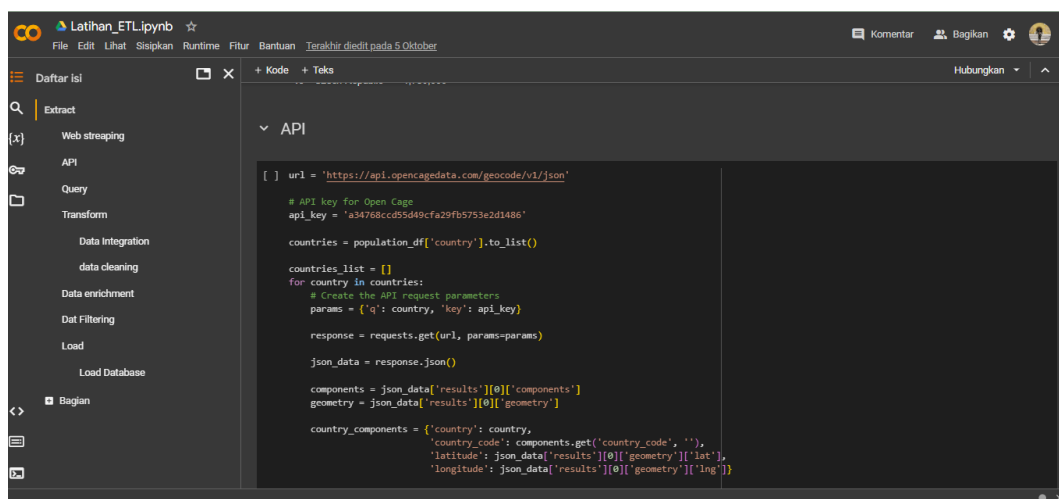 Latihan_ETL.ipynb
File Edit Lihat Sisipkan Runtime Fitur Bantuan Terakhir diedit pada 5 Oktober
Komentar
Bagikan
Daftar isi
+ Kode + Teks
Hubungkan
Extract
Web streaping
API
Query
Transform
Data Integration
data cleaning
Data enrichment
Dat Filtering
Load
Load Database
Bagian
{x}
API
[ ] url = 'https://api.opencagedata.com/geocode/v1/json'
# API key for Open Cage
api_key = 'a34768ccd55d49cfa29fb5753e2d1486'
countries = population_df['country'].to_list()
countries_list = []
for country in countries:
# Create the API request parameters
params = {'q': country, 'key': api_key}
response = requests.get(url, params=params)
json_data = response.json()
components = json_data['results'][0]['components']
geometry = json_data['results'][0]['geometry']
country_components = {'country': country,
'country_code': components.get('country_code', ''),
'latitude': json_data['results'][0]['geometry']['lat'],
'longitude': json_data['results'][0]['geometry']['lng']}